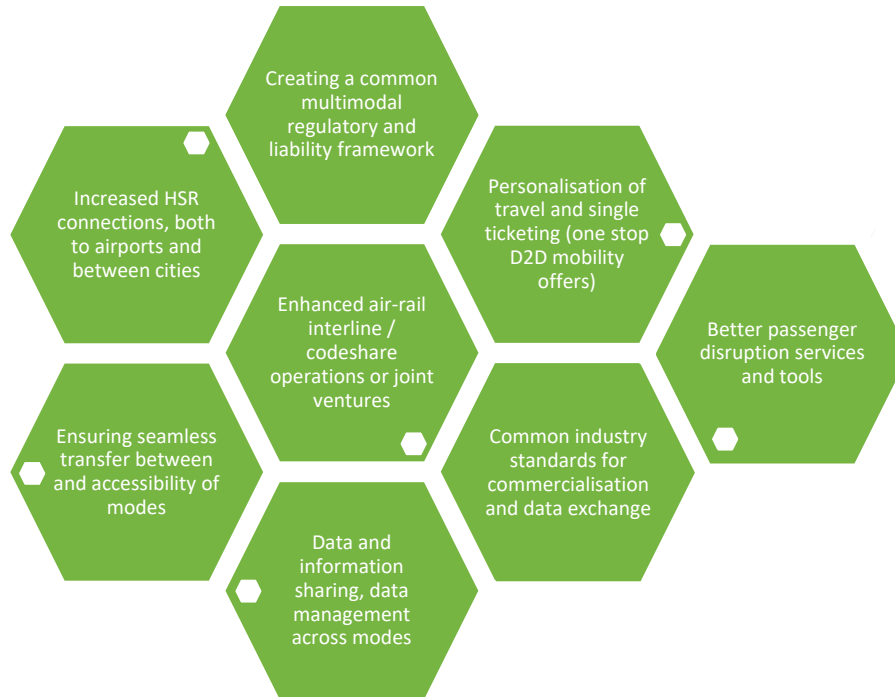 Creating a common
multimodal
regulatory and
liability framework
Increased HSR
connections, both
to airports and
between cities
Personalisation of
travel and single
ticketing (one stop
D2D mobility
offers)
Enhanced air-rail
interline /
codeshare
operations or joint
ventures
Better passenger
disruption services
and tools
Ensuring seamless
transfer between
and accessibility of
modes
Common industry
standards for
commercialisation
and data exchange
Data and
information
sharing, data
management
across modes